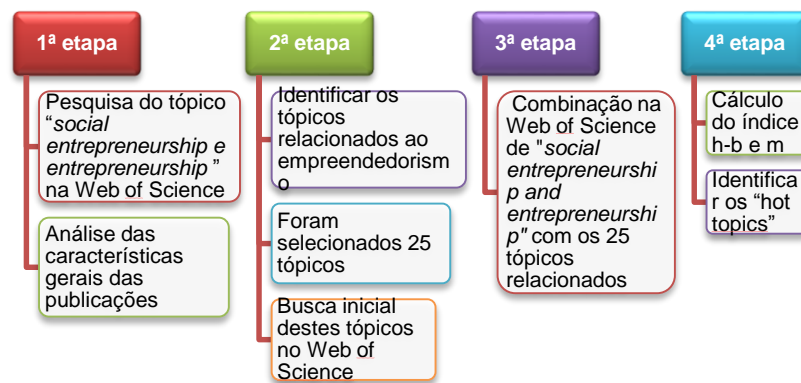 1ª etapa
Pesquisa do tópico
“social
entrepreneurship e
entrepreneurship ”
na Web of Science
Análise das
características
gerais das
publicações
2ª etapa
Identificar os
tópicos
relacionados ao
empreendedorism
o
Foram
selecionados 25
tópicos
Busca inicial
destes tópicos
no Web of
Science
3ª etapa
Combinação na
Web of Science
de "social
entrepreneurshi
p and
entrepreneurshi
p" com os 25
tópicos
relacionados
4ª etapa
Cálculo
do índice
h-b e m
Identifica
r os “hot
topics”